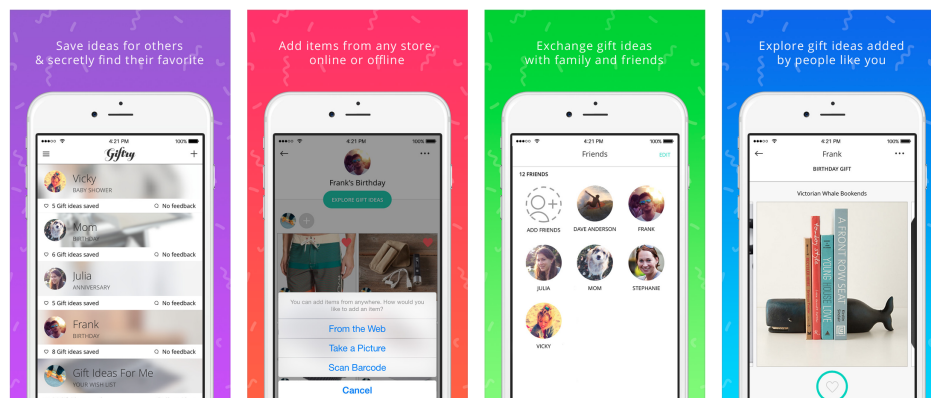 Save ideas for others
& secretly find their favorite
4:21 PM
100%
Giftry
Vicky
BABY SHOWER
5 Gift ideas saved
No feedback
Mom
BIRTHDAY
6 Gift ideas saved
No feedback
Julia
ANNIVERSARY
5 Gift ideas saved
No feedback
Frank
BIRTHDAY
8 Gift ideas saved
No feedback
Gift Ideas For Me
YOUR WISH LIST
Add items from any store,
online or offline
4:21 PM
100%
Frank's Birthday
EXPLORE GIFT IDEAS
You can add items from anywhere. How would you
like to add an item?
From the Web
Take a Picture
Scan Barcode
Cancel
Exchange gift ideas
with family and friends
4:21 PM
100%
Friends
EDIT
12 FRIENDS
ADD FRIENDS
DAVE ANDERSON
FRANK
JULIA
MOM
STEPHANIE
VICKY
Explore gift ideas added
by people like you
4:21 PM
100%
Frank
BIRTHDAY GIFT
Victorian Whale Bookends
YOUNG HOUSE LOVE
A FRONT ROW SEAT